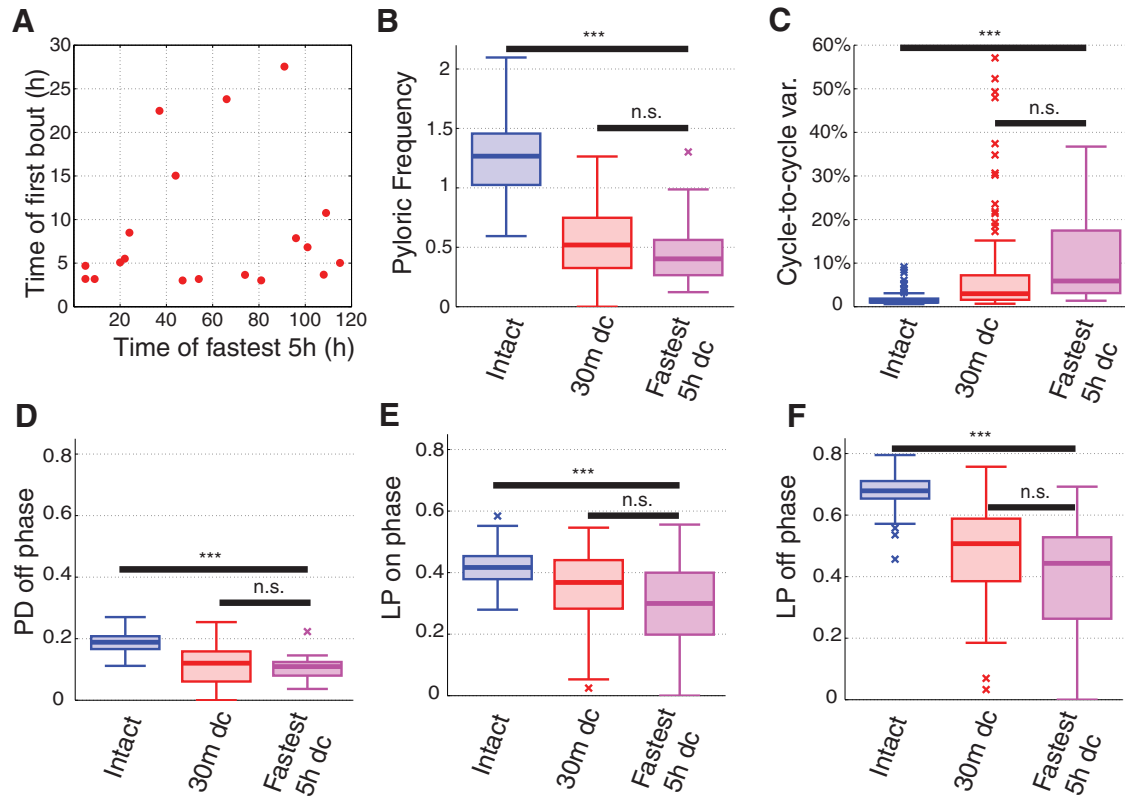 A
Time of first bout (h)
30
25
20
15
10
5
0
20 40 60 80 100 120
Time of fastest 5h (h)
B
Pyloric Frequency
2
1.5
1
0.5
0
***
n.s.
Intact
30m dc
Fastest
5h dc
C
Cycle-to-cycle var.
60%
50%
40%
30%
20%
10%
0
***
n.s.
Intact
30m dc
Fastest
5h dc
D
PD off phase
0.8
0.6
0.4
0.2
0
***
n.s.
Intact
30m dc
Fastest
5h dc
E
LP on phase
0.8
0.6
0.4
0.2
0
***
n.s.
Intact
30m dc
Fastest
5h dc
F
LP off phase
0.8
0.6
0.4
0.2
0
***
n.s.
Intact
30m dc
Fastest
5h dc